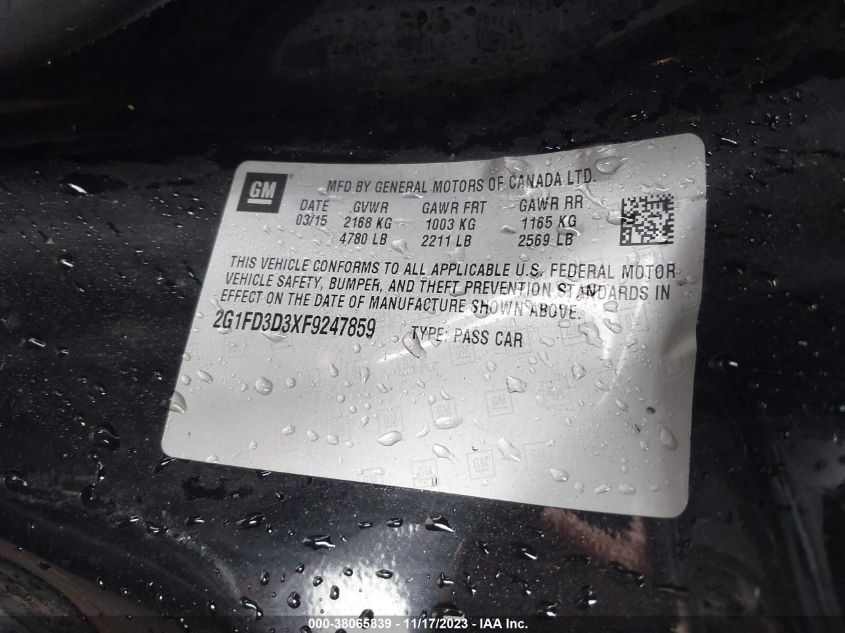 GM
MFD BY GENERAL MOTORS OF CANADA LTD.
DATE GVWR GAWR FRT GAWR RR
03/15 2168 KG 1003 KG 1165 KG
4780 LB 2211 LB 2569 LB
THIS VEHICLE CONFORMS TO ALL APPLICABLE U.S. FEDERAL MOTOR
VEHICLE SAFETY, BUMPER, AND THEFT PREVENTION STANDARDS IN
EFFECT ON THE DATE OF MANUFACTURE SHOWN ABOVE.
2G1FD3D3XF9247859 TYPE: PASS CAR
000-38065839 - 11/17/2023 - IAA Inc.